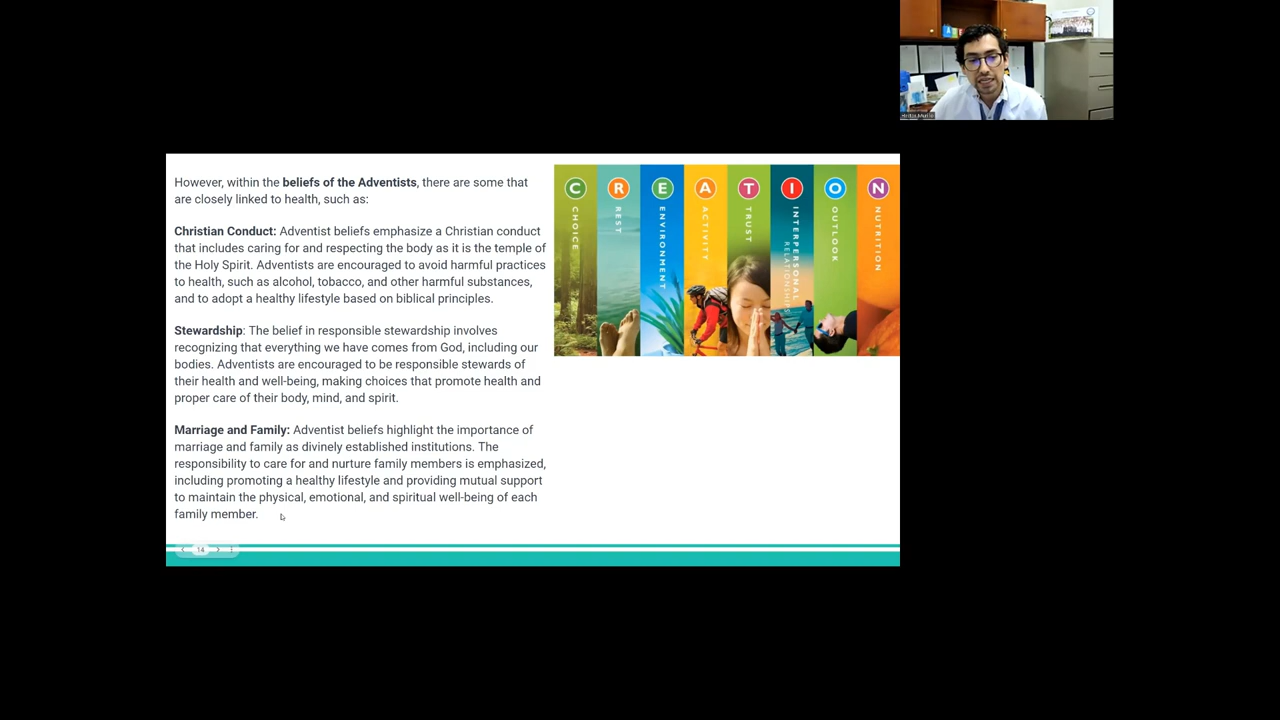 However, within the beliefs of the Adventists, there are some that
are closely linked to health, such as:
Christian Conduct: Adventist beliefs emphasize a Christian conduct
that includes caring for and respecting the body as it is the temple of
the Holy Spirit. Adventists are encouraged to avoid harmful practices
to health, such as alcohol, tobacco, and other harmful substances,
and to adopt a healthy lifestyle based on biblical principles.
Stewardship: The belief in responsible stewardship involves
recognizing that everything we have comes from God, including our
bodies. Adventists are encouraged to be responsible stewards of
their health and well-being, making choices that promote health and
proper care of their body, mind, and spirit.
Marriage and Family: Adventist beliefs highlight the importance of
marriage and family as divinely established institutions. The
responsibility to care for and nurture family members is emphasized,
including promoting a healthy lifestyle and providing mutual support
to maintain the physical, emotional, and spiritual well-being of each
family member.
C R E A T I O N
CHOICE
REST
ENVIRONMENT
ACTIVITY
TRUST
INTERPERSONAL
RELATIONSHIPS
OUTLOOK
NUTRITION
14